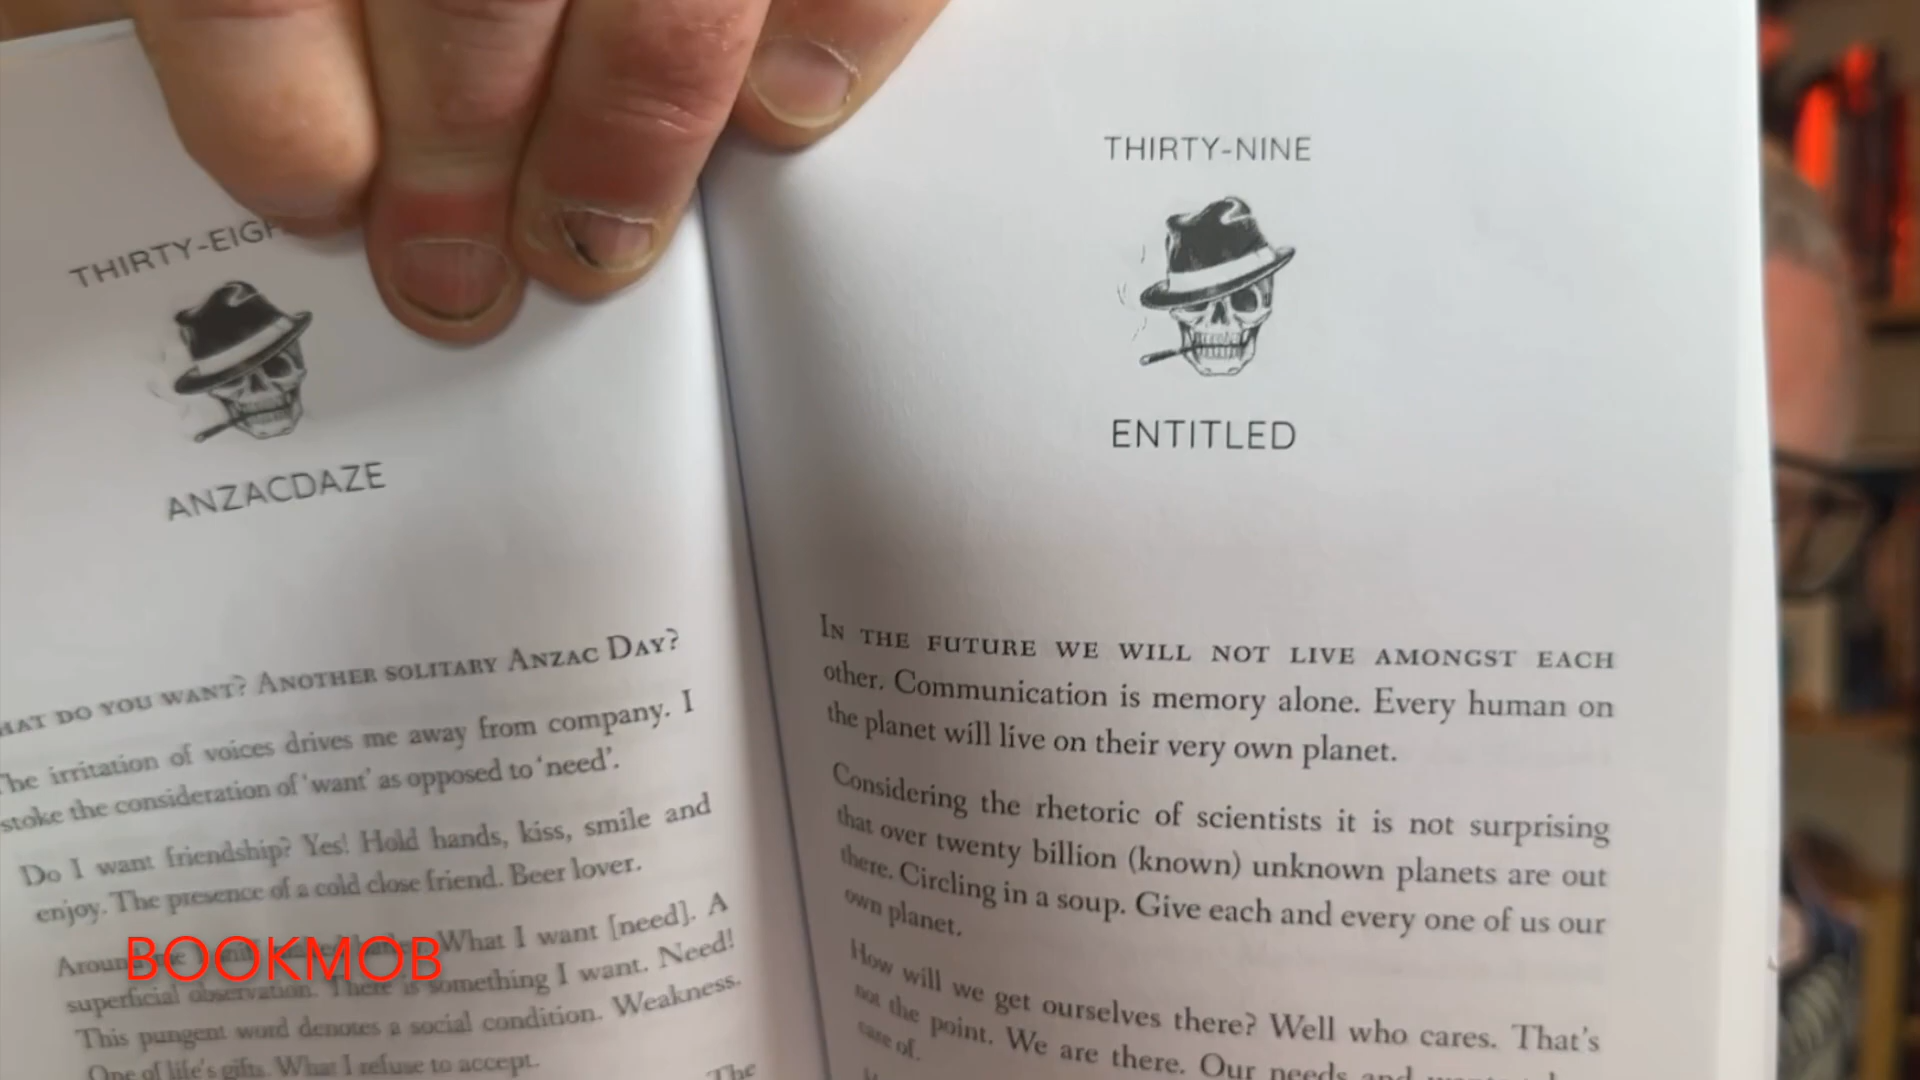 THIRTY-EIGH
ANZACDAZE
HAT DO YOU WANT? ANOTHER SOLITARY ANZAC DAY?
The irritation of voices drives me away from company. I
stoke the consideration of 'want' as opposed to 'need'.
Do I want friendship? Yes! Hold hands, kiss, smile and
enjoy. The presence of a cold close friend. Beer lover.
Around What I want [need]. A
superficial observation. There is something I want. Need!
This pungent word denotes a social condition. Weakness.
One of life's gifts. What I refuse to accept.
The
BOOKMOB
THIRTY-NINE
ENTITLED
IN THE FUTURE WE WILL NOT LIVE AMONGST EACH
other. Communication is memory alone. Every human on
the planet will live on their very own planet.
Considering the rhetoric of scientists it is not surprising
that over twenty billion (known) unknown planets are out
there. Circling in a soup. Give each and every one of us our
own planet.
How will we get ourselves there? Well who cares. That's
not the point. We are there. Our needs and
care of.